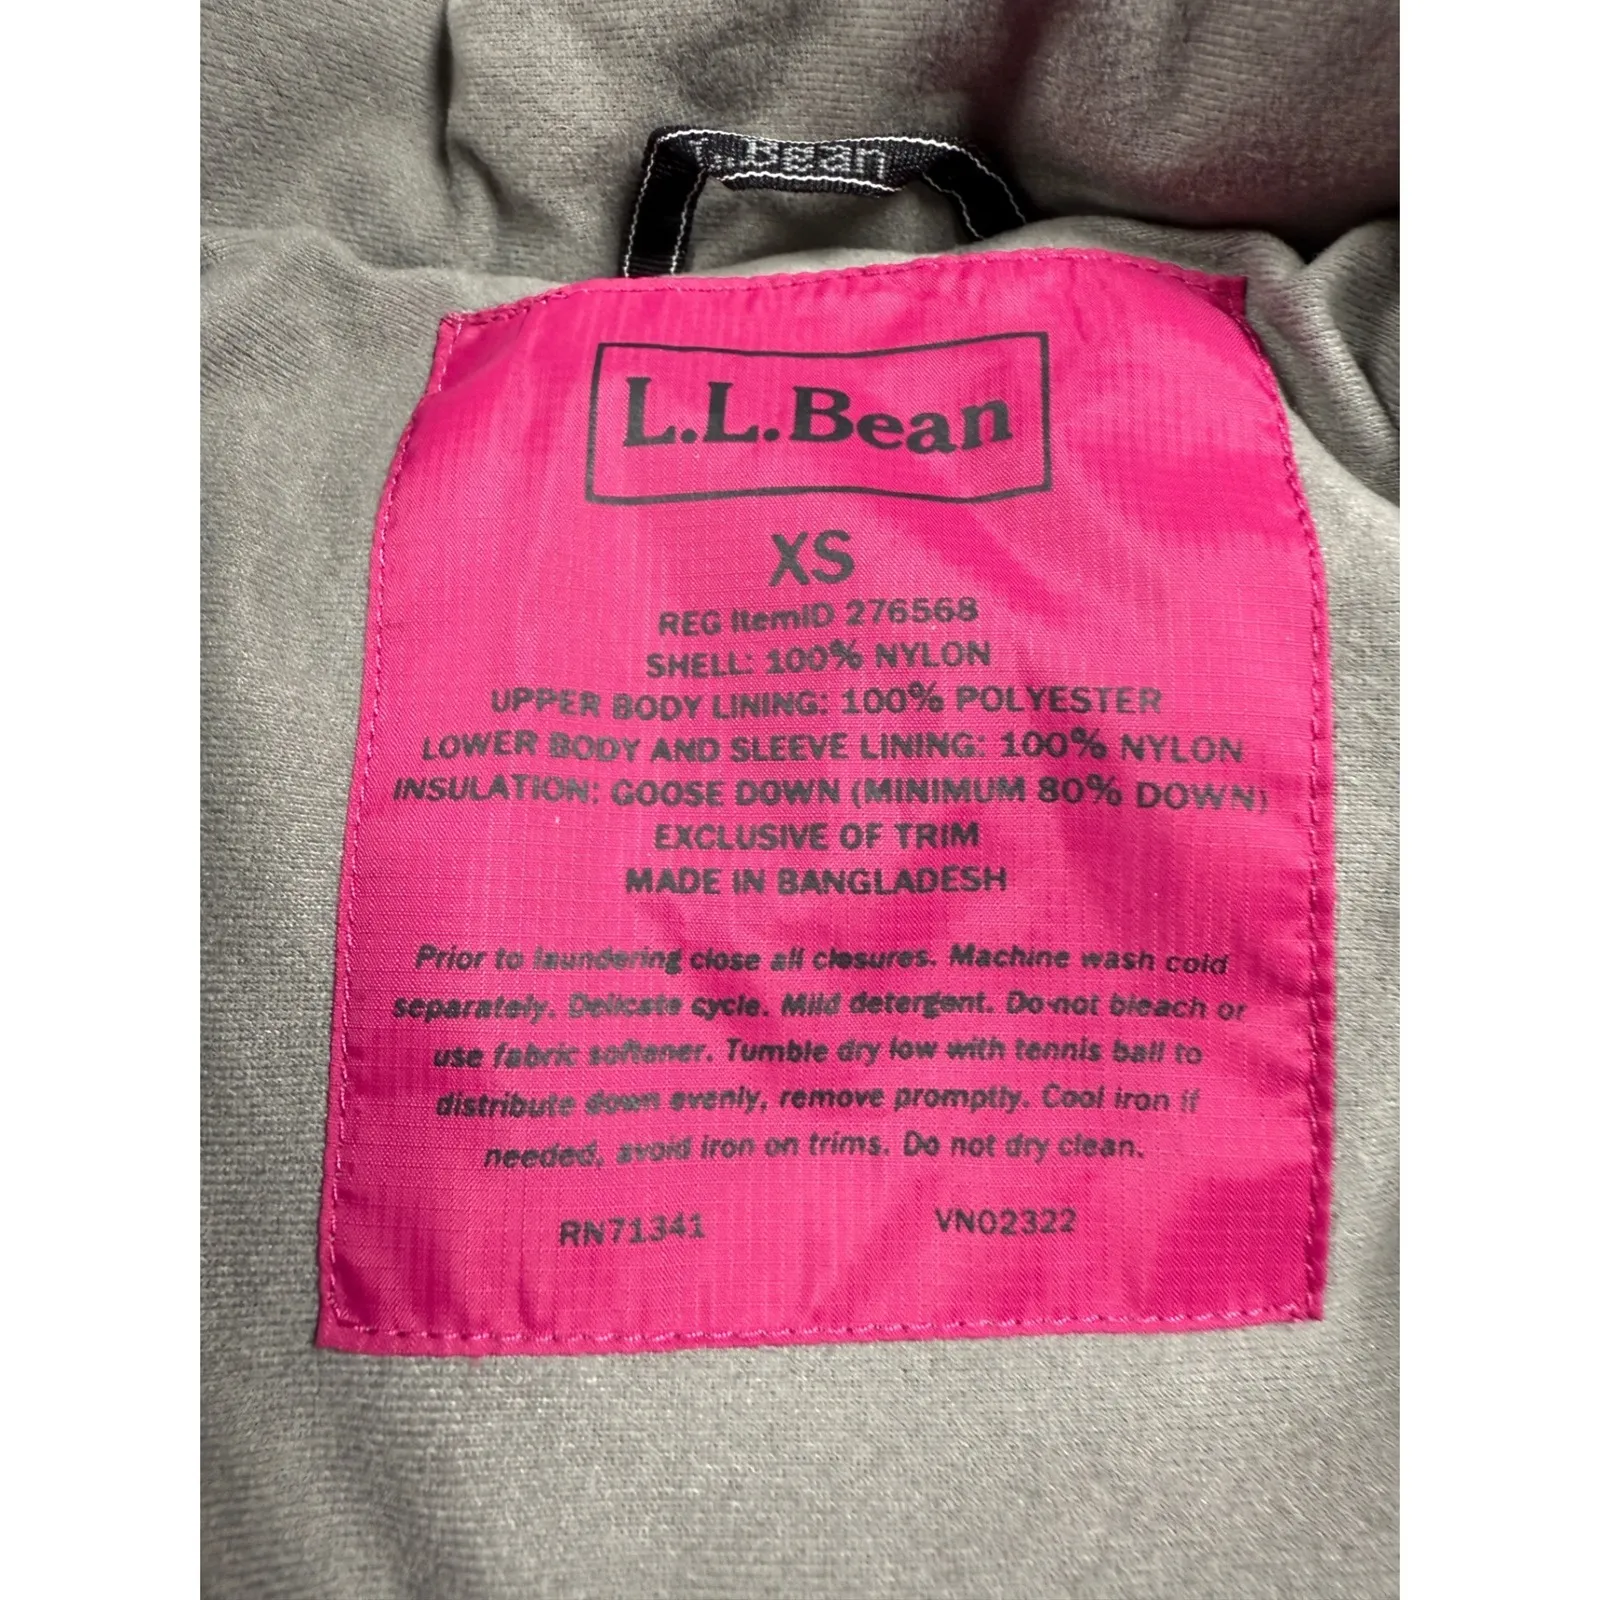 L.L.Bean
L.L.Bean
XS
REG ItemID 276568
SHELL: 100% NYLON
UPPER BODY LINING: 100% POLYESTER
LOWER BODY AND SLEEVE LINING: 100% NYLON
INSULATION: GOOSE DOWN (MINIMUM 80% DOWN)
EXCLUSIVE OF TRIM
MADE IN BANGLADESH
Prior to laundering close all closures. Machine wash cold
separately. Delicate cycle. Mild detergent. Do not bleach or
use fabric softener. Tumble dry low with tennis ball to
distribute down evenly, remove promptly. Cool iron if
needed, avoid iron on trims. Do not dry clean.
RN71341 VN02322